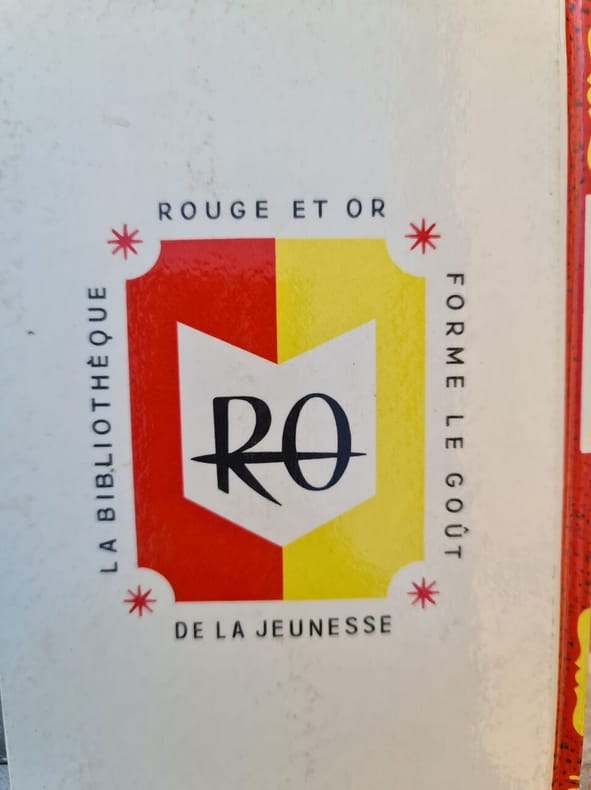 LA BIBLIOTHÈQUE
ROUGE ET OR
FORME LE GOÛT
DE LA JEUNESSE
RO